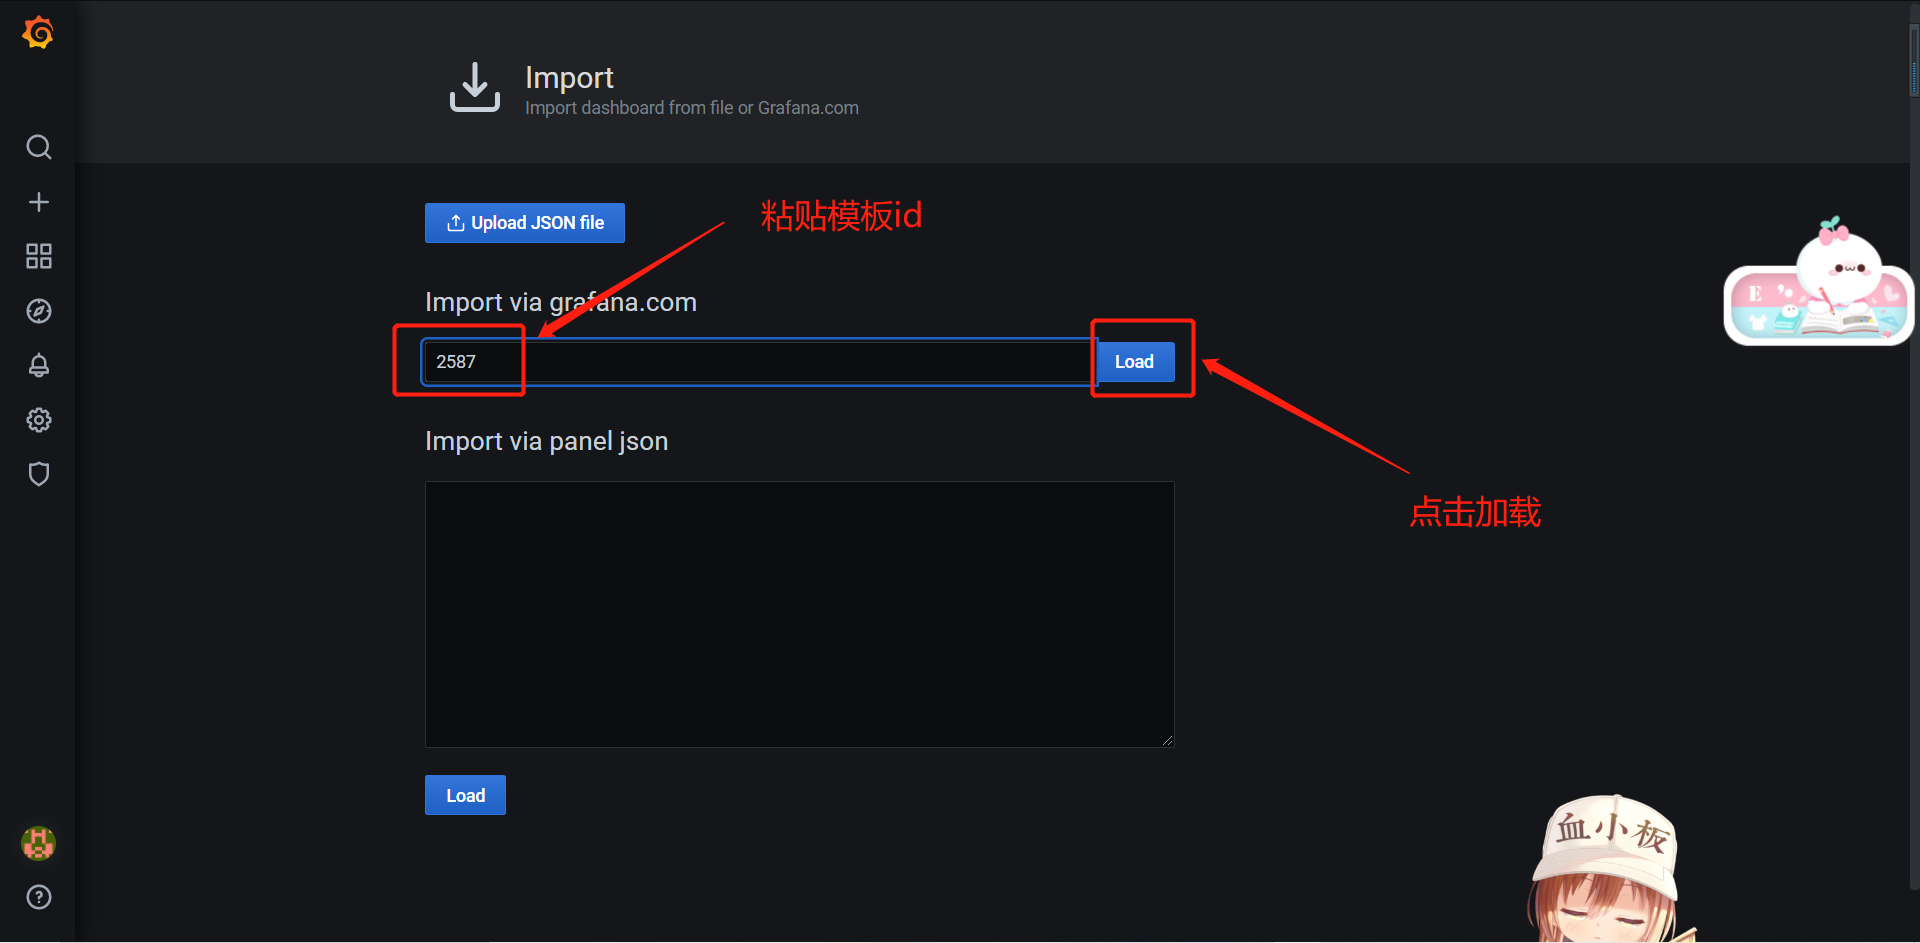 Import
Import dashboard from file or Grafana.com
Upload JSON file
粘贴模板id
Import via grafana.com
2587
Load
Import via panel json
点击加载
Load
E
血小板